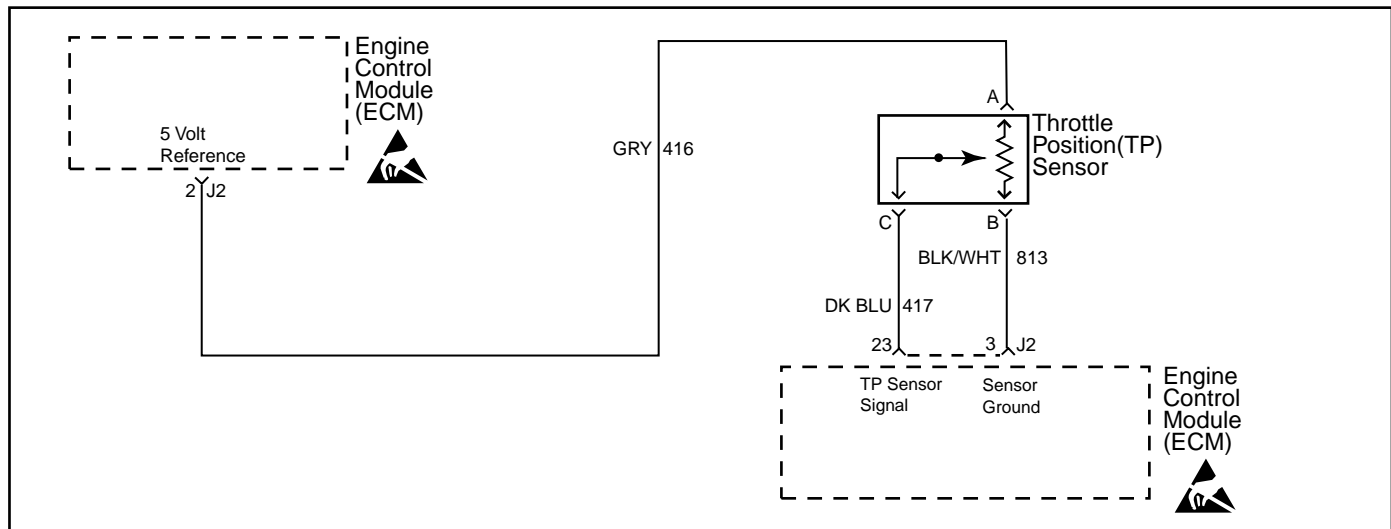 Engine
Control
Module
(ECM)
5 Volt
Reference
2 J2
GRY 416
A
Throttle
Position(TP)
Sensor
C B
BLK/WHT 813
DK BLU 417
23 3 J2
TP Sensor
Signal
Sensor
Ground
Engine
Control
Module
(ECM)